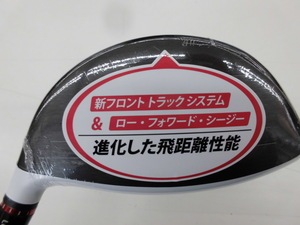 新フロントトラックシステム
&
ロー・フォワード・シージー
進化した飛距離性能